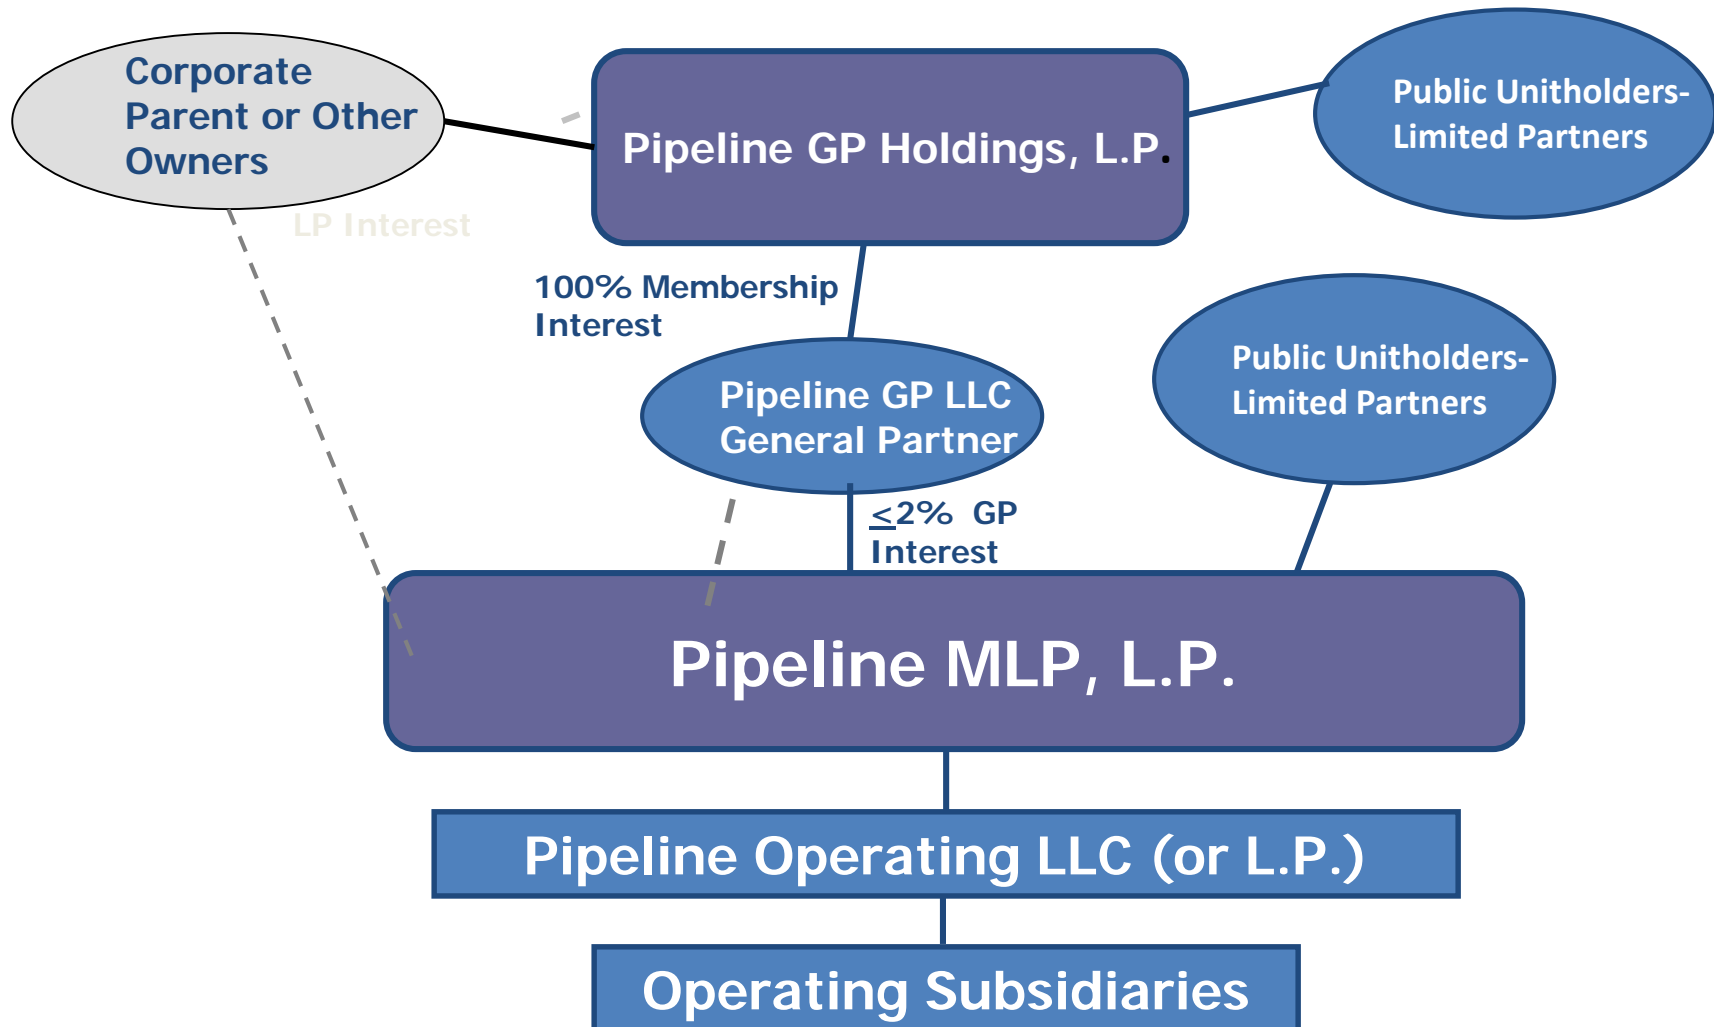 Corporate
Parent or Other
Owners
Pipeline GP Holdings, L.P.
Public Unitholders-
Limited Partners
LP Interest
100% Membership
Interest
Public Unitholders-
Limited Partners
Pipeline GP LLC
General Partner
<2%  GP
Interest
Pipeline MLP, L.P.
Pipeline Operating LLC (or L.P.)
Operating Subsidiaries